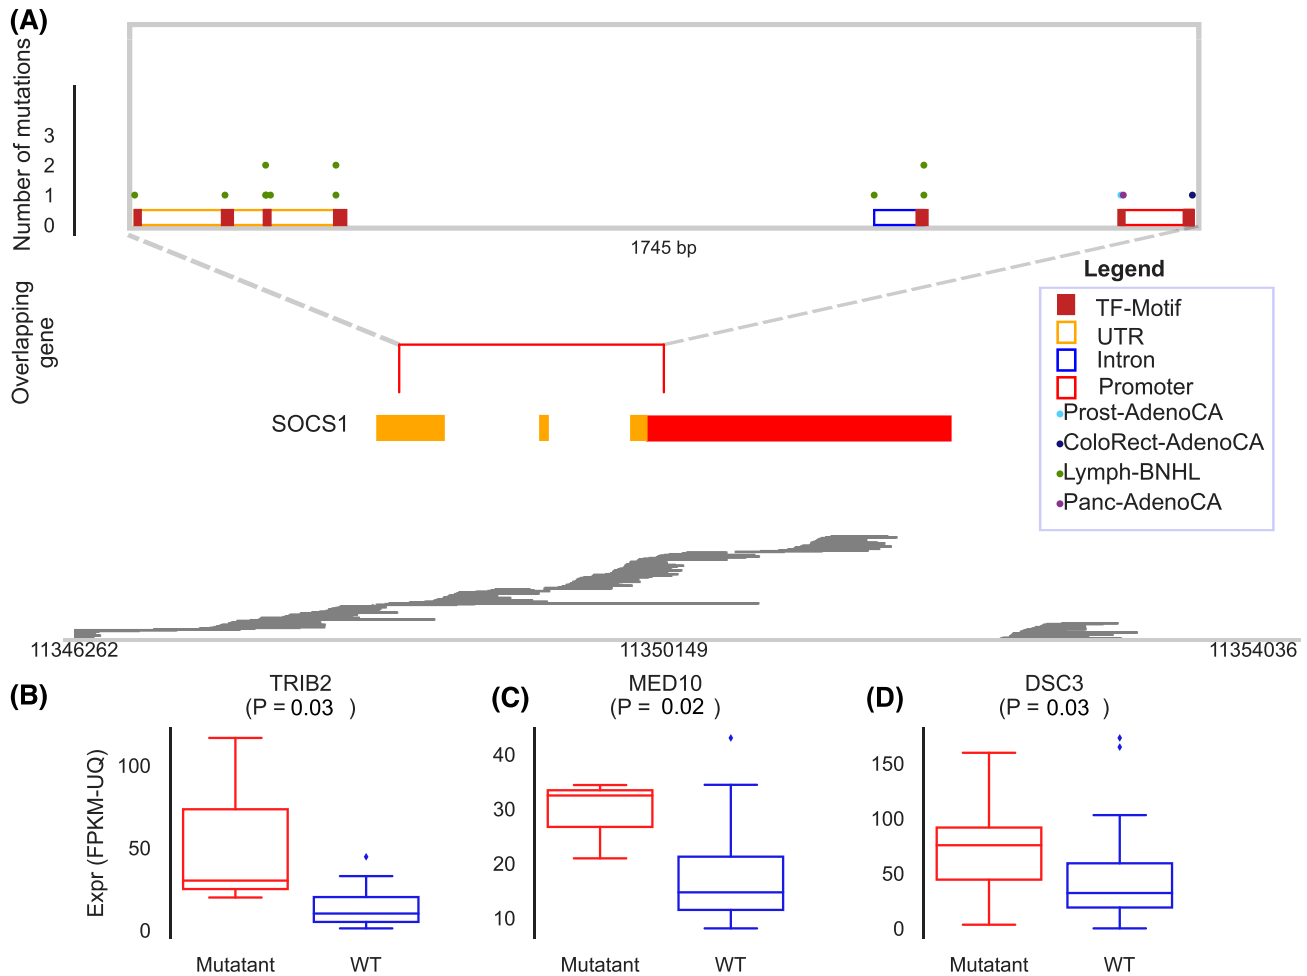 (A)
Number of mutations
3
2
1
0
1745 bp
Overlapping
gene
SOCS1
Legend
TF-Motif
UTR
Intron
Promoter
Prost-AdenoCA
ColoRect-AdenoCA
Lymph-BNHL
Panc-AdenoCA
11346262
11350149
11354036
(B)
TRIB2
(P = 0.03 )
Expr (FPKM-UQ)
100
50
0
Mutatant
WT
(C)
MED10
(P = 0.02 )
40
30
20
10
Mutatant
WT
(D)
DSC3
(P = 0.03 )
150
100
50
0
Mutatant
WT